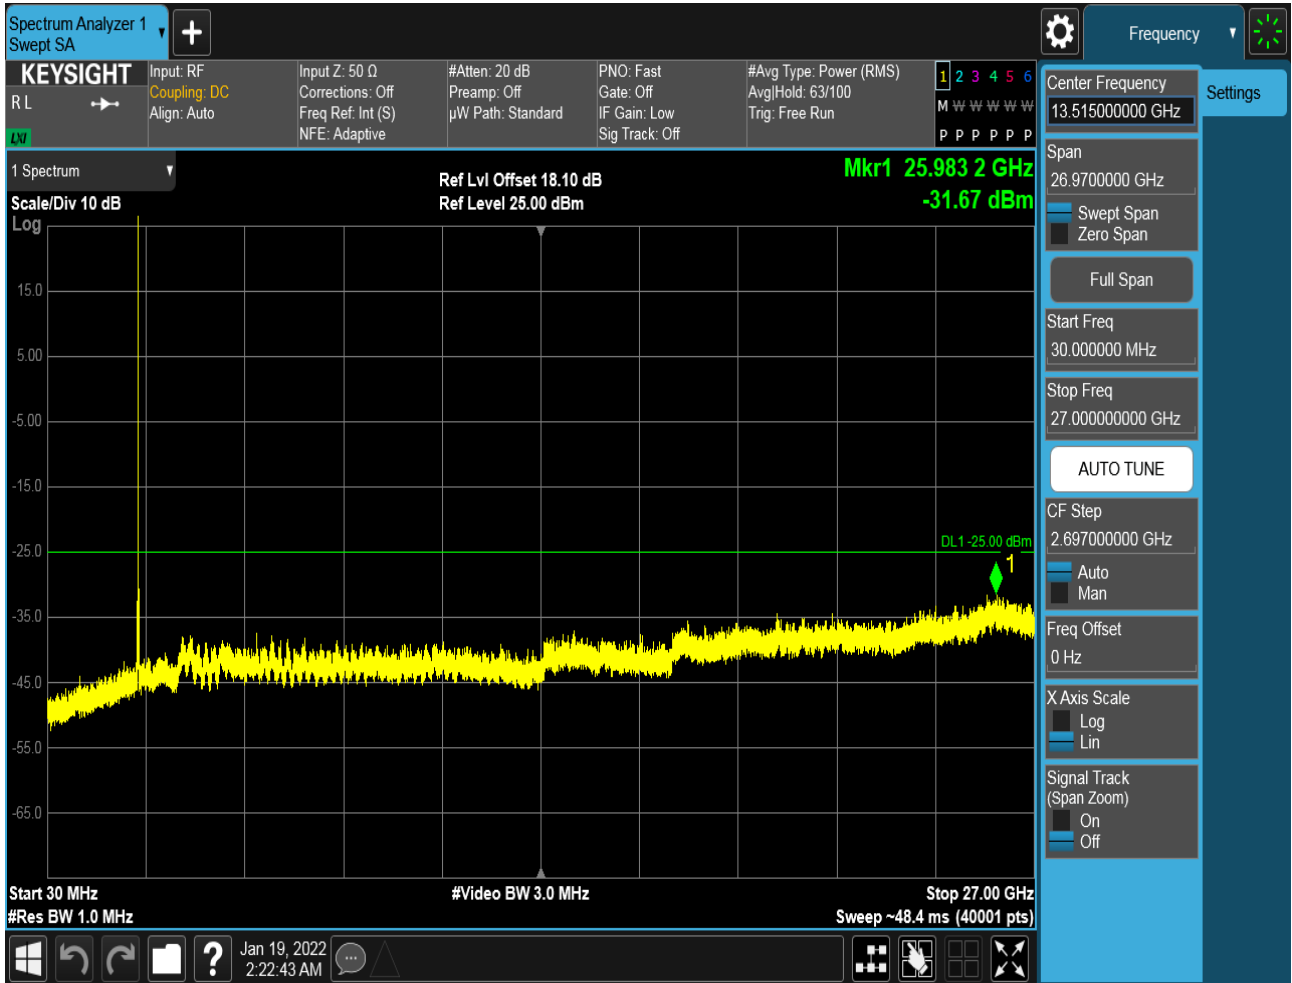 Spectrum Analyzer 1
Swept SA
Frequency
KEYSIGHT
R L
LXI
Input: RF
Coupling: DC
Align: Auto
Input Z: 50 Ω
Corrections: Off
Freq Ref: Int (S)
NFE: Adaptive
#Atten: 20 dB
Preamp: Off
µW Path: Standard
PNO: Fast
Gate: Off
IF Gain: Low
Sig Track: Off
#Avg Type: Power (RMS)
Avg|Hold: 63/100
Trig: Free Run
1 2 3 4 5 6
M W W W W W
P P P P P P
1 Spectrum
Scale/Div 10 dB
Log
Ref Lvl Offset 18.10 dB
Ref Level 25.00 dBm
Mkr1 25.983 2 GHz
-31.67 dBm
15.0
5.00
-5.00
-15.0
-25.0
-35.0
-45.0
-55.0
-65.0
DL1 -25.00 dBm
1
Start 30 MHz
#Res BW 1.0 MHz
#Video BW 3.0 MHz
Stop 27.00 GHz
Sweep ~48.4 ms (40001 pts)
Center Frequency
13.515000000 GHz
Settings
Span
26.9700000 GHz
Swept Span
Zero Span
Full Span
Start Freq
30.000000 MHz
Stop Freq
27.000000000 GHz
AUTO TUNE
CF Step
2.697000000 GHz
Auto
Man
Freq Offset
0 Hz
X Axis Scale
Log
Lin
Signal Track
(Span Zoom)
On
Off
?
Jan 19, 2022
2:22:43 AM